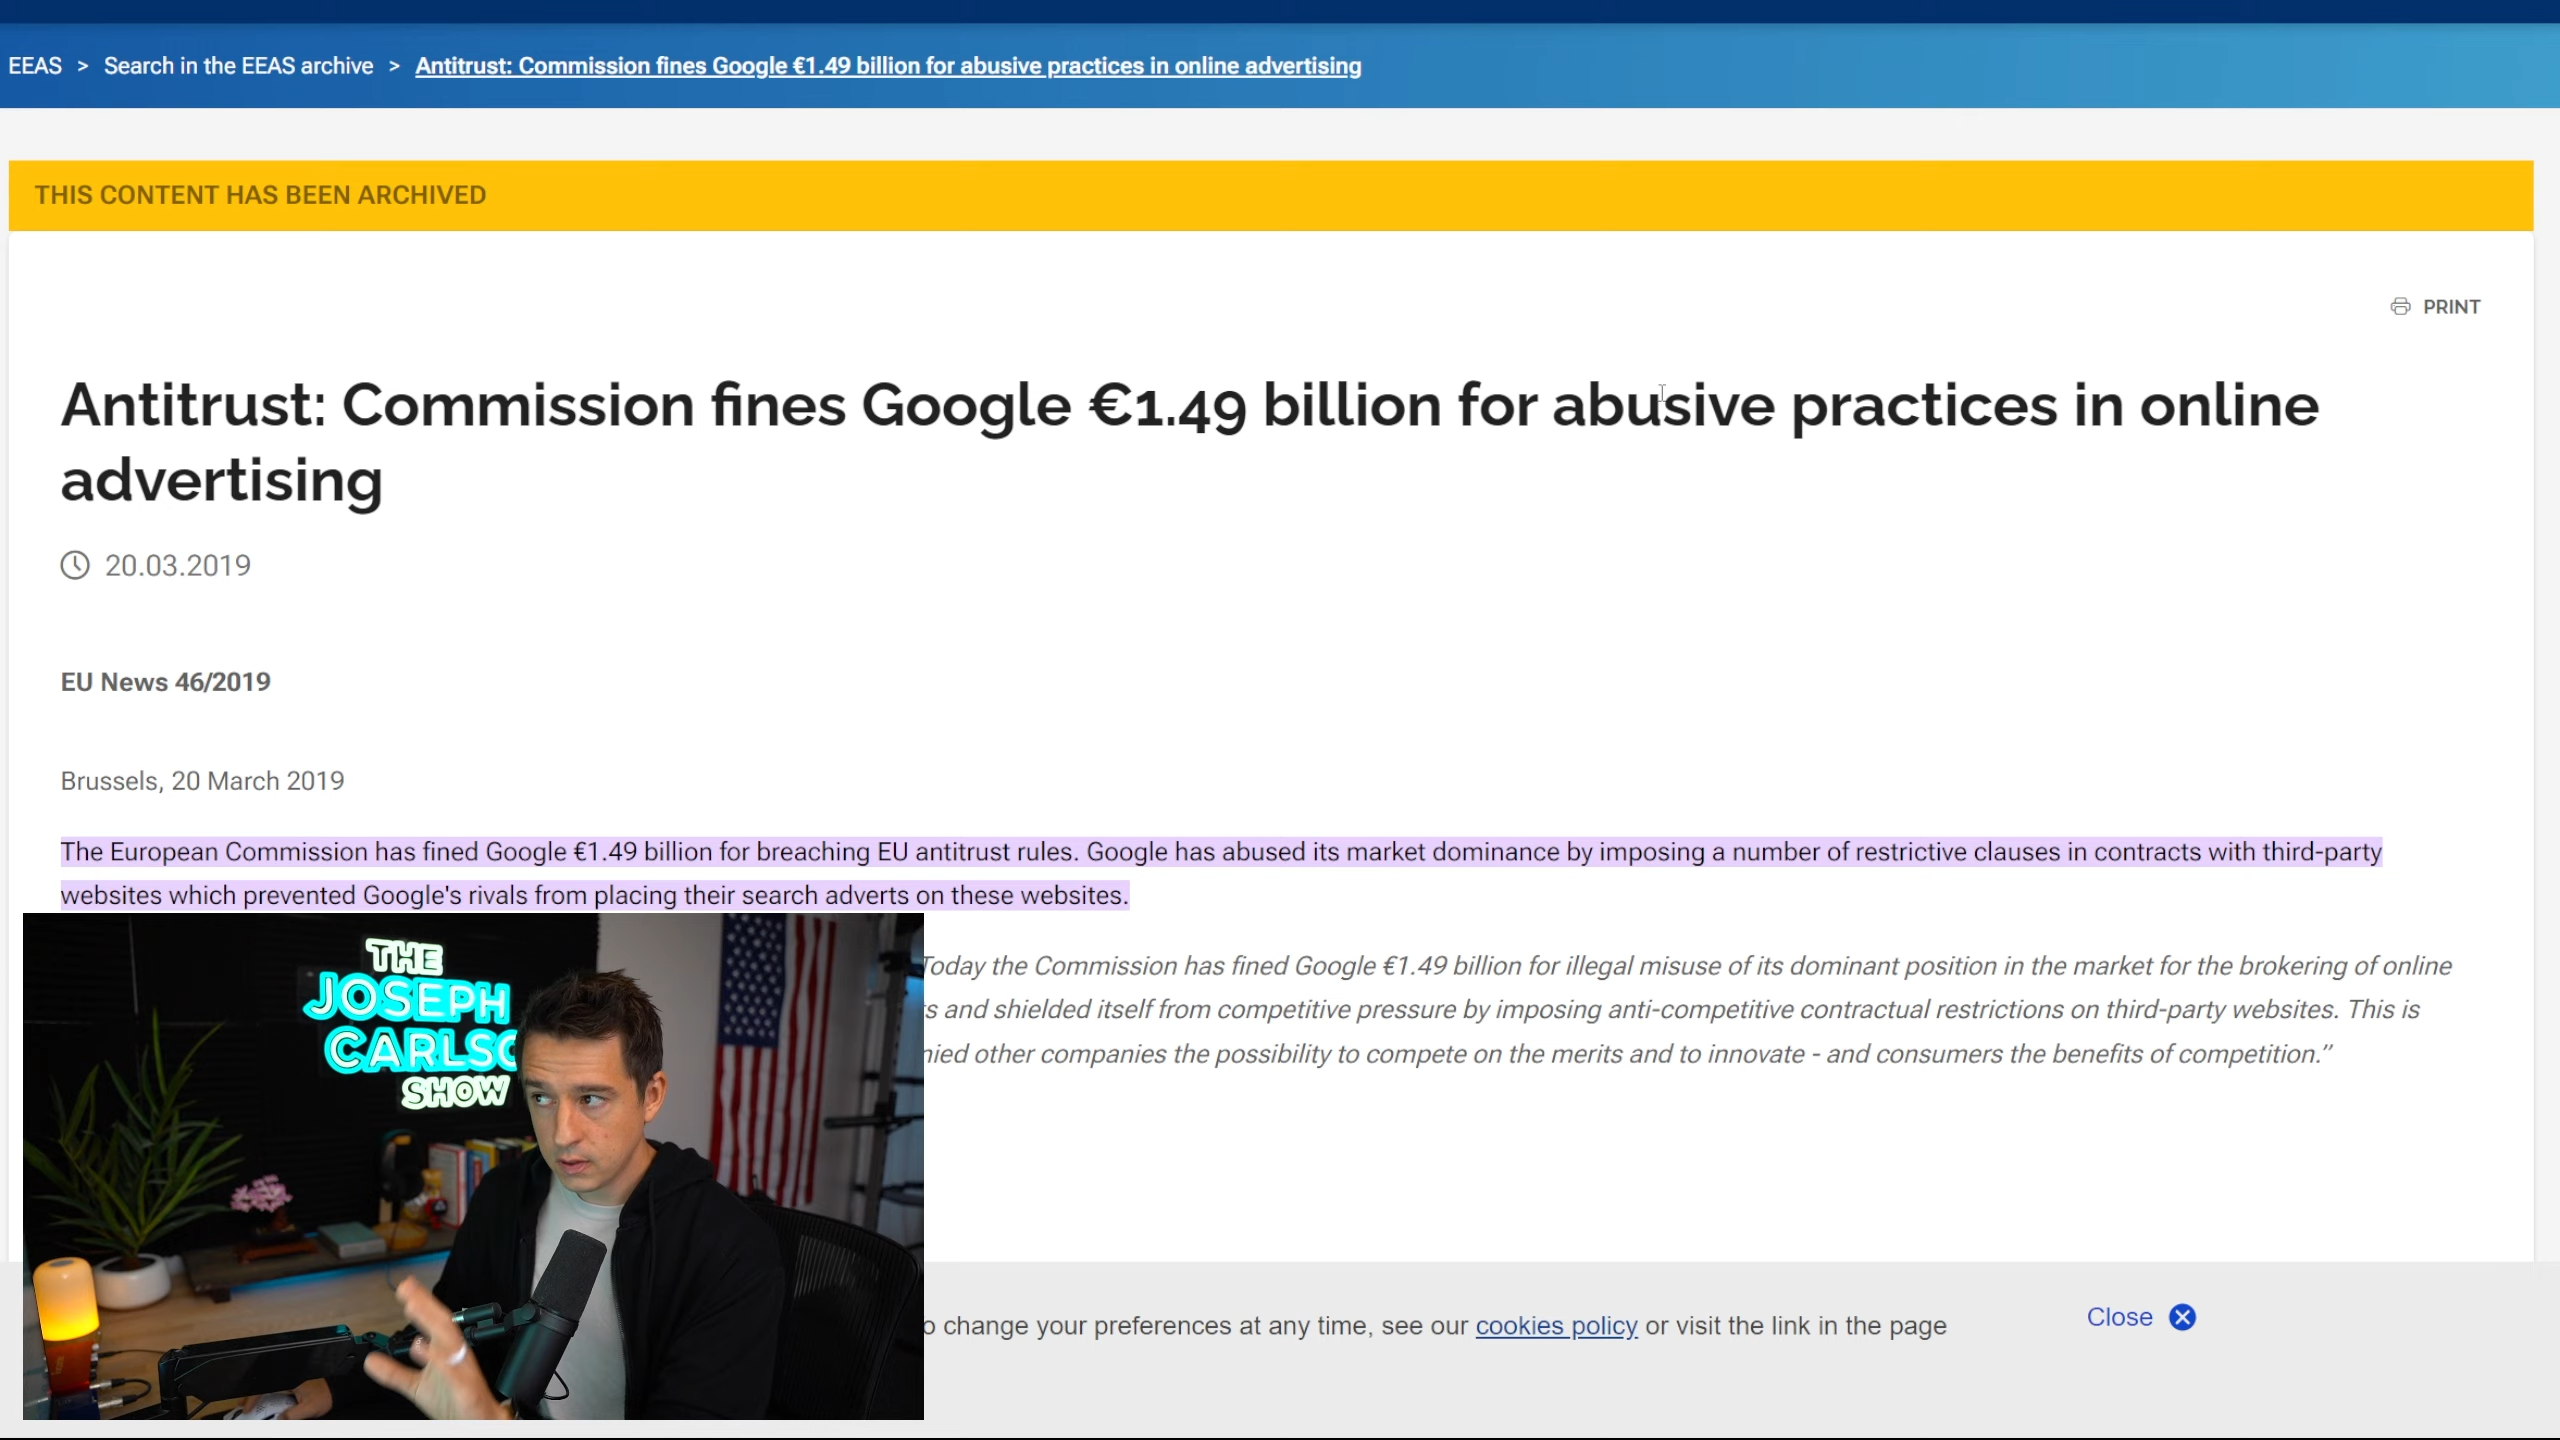 EEAS > Search in the EEAS archive > Antitrust: Commission fines Google €1.49 billion for abusive practices in online advertising
THIS CONTENT HAS BEEN ARCHIVED
PRINT
Antitrust: Commission fines Google €1.49 billion for abusive practices in online
advertising
20.03.2019
EU News 46/2019
Brussels, 20 March 2019
The European Commission has fined Google €1.49 billion for breaching EU antitrust rules. Google has abused its market dominance by imposing a number of restrictive clauses in contracts with third-party
websites which prevented Google's rivals from placing their search adverts on these websites.
Today the Commission has fined Google €1.49 billion for illegal misuse of its dominant position in the market for the brokering of online
and shielded itself from competitive pressure by imposing anti-competitive contractual restrictions on third-party websites. This is
other companies the possibility to compete on the merits and to innovate - and consumers the benefits of competition.”
THE
JOSEPH
CARLSO
SHOW
change your preferences at any time, see our cookies policy or visit the link in the page
Close